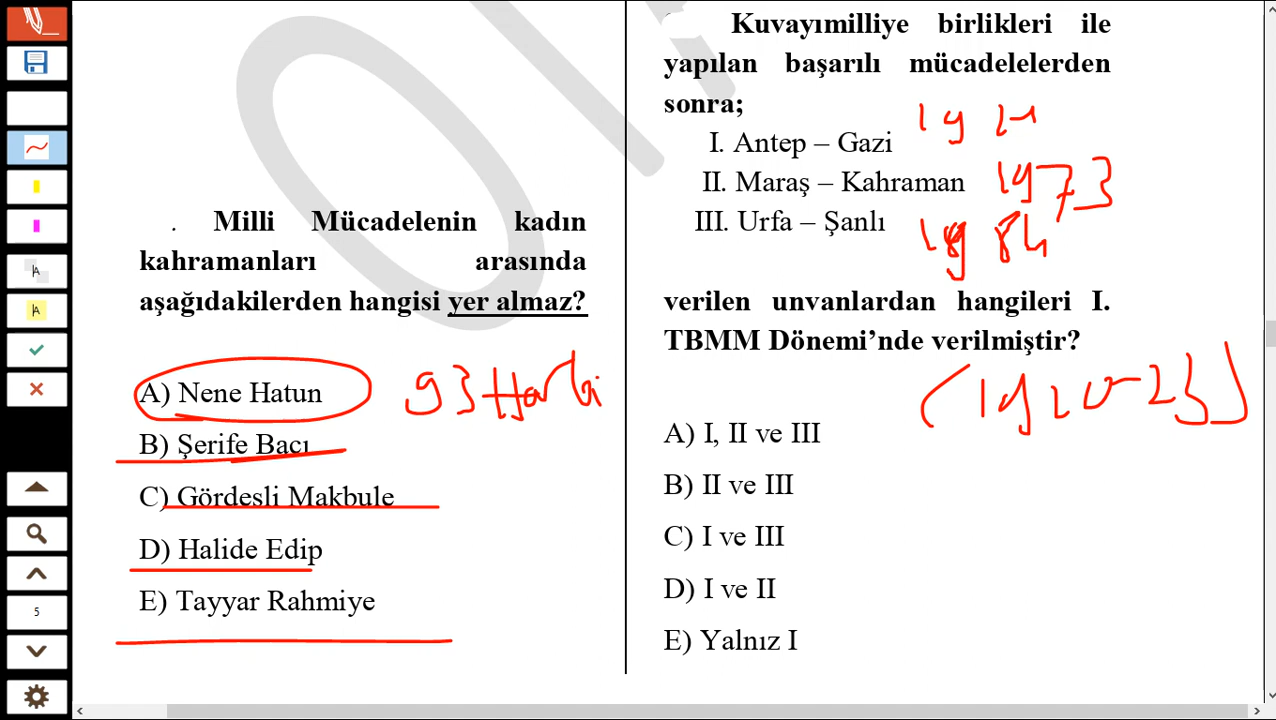 . Milli Mücadelenin kadın
kahramanları arasında
aşağıdakilerden hangisi yer almaz?
A) Nene Hatun 93 Harbi
B) Şerife Bacı
C) Gördesli Makbule
D) Halide Edip
E) Tayyar Rahmiye
Kuvayımilliye birlikleri ile
yapılan başarılı mücadelelerden
sonra;
I. Antep – Gazi 1921
II. Maraş – Kahraman 1973
III. Urfa – Şanlı 1984
verilen unvanlardan hangileri I.
TBMM Dönemi’nde verilmiştir?
(1920-23)
A) I, II ve III
B) II ve III
C) I ve III
D) I ve II
E) Yalnız I
5